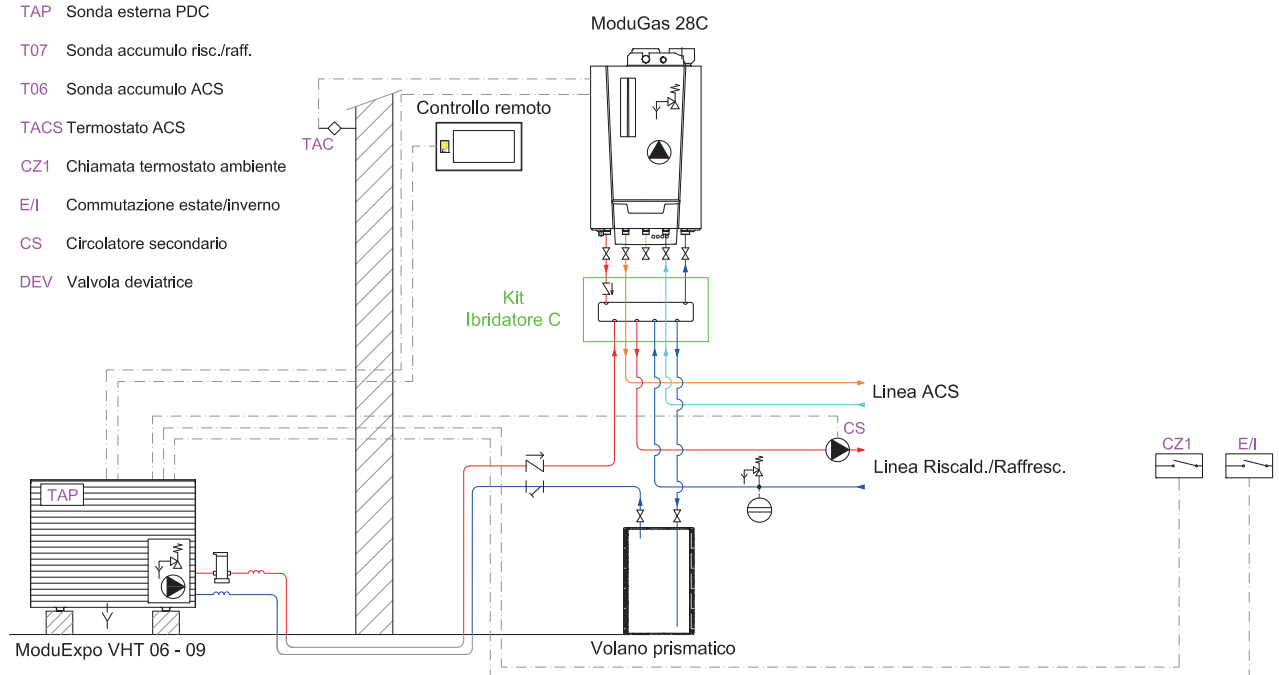 TAP Sonda esterna PDC
T07 Sonda accumulo risc./raff.
T06 Sonda accumulo ACS
TACS Termostato ACS
CZ1 Chiamata termostato ambiente
E/I Commutazione estate/inverno
CS Circolatore secondario
DEV Valvola deviatrice
ModuGas 28C
Controllo remoto
TAC
Kit
Ibridatore C
Linea ACS
CS
Linea Riscald./Raffresc.
CZ1
E/I
TAP
ModuExpo VHT 06 - 09
Volano prismatico